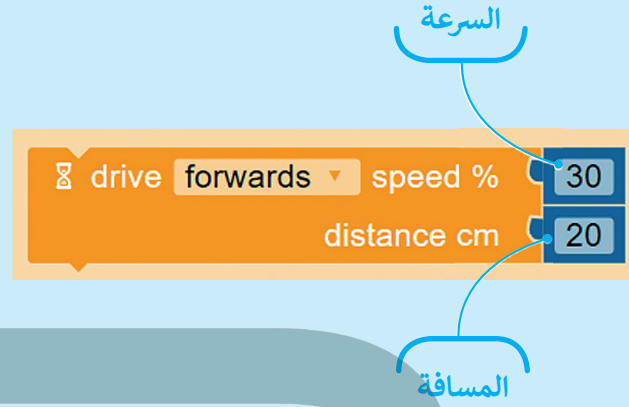 السرعة
drive forwards speed % 30
distance cm 20
المسافة